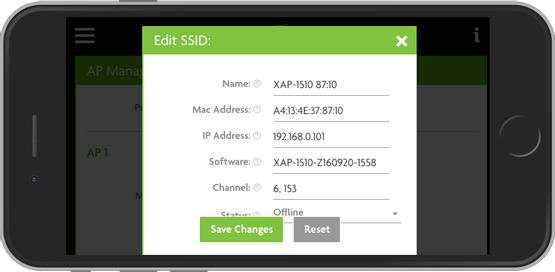 Edit SSID:
AP Mana
Name: XAP-1510 87:10
Mac Address: A4:13:4E:37:87:10
IP Address: 192.168.0.101
Software: XAP-1510-Z160920-1558
AP 1
Channel: 6, 153
Status: Offline
Save Changes Reset